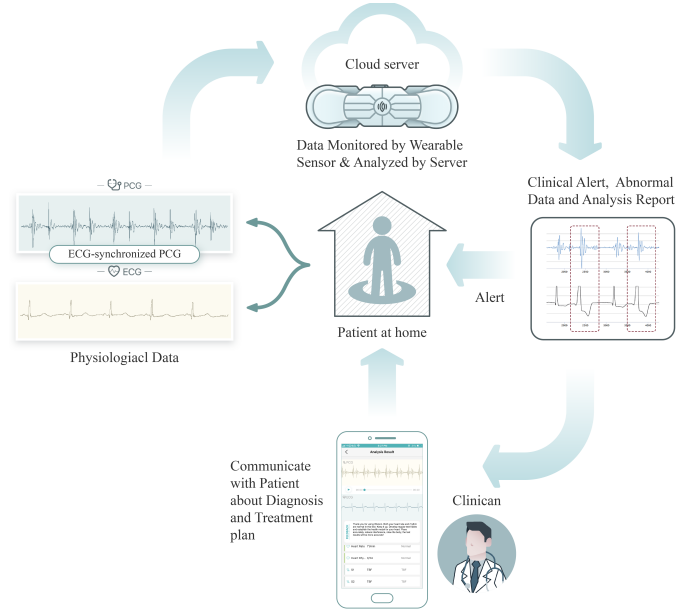 Cloud server
Data Monitored by Wearable
Sensor & Analyzed by Server
PCG
ECG-synchronized PCG
ECG
Physiologiacl Data
Patient at home
Clinical Alert, Abnormal
Data and Analysis Report
Alert
Communicate
with Patient
about Diagnosis
and Treatment
plan
Analysis Result
Clinican